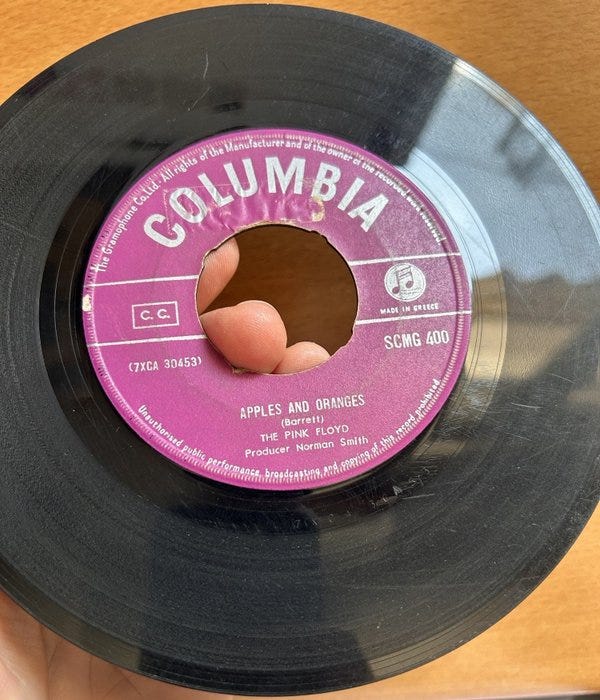 The Gramophone Co.Ltd. All rights of the Manufacturer and of the owner of the recorded work reserved
COLUMBIA
MADE IN GREECE
C. C.
SCMG 400
(7XCA 30453)
APPLES AND ORANGES
(Barrett)
THE PINK FLOYD
Producer Norman Smith
Unauthorised public performance, broadcasting and copying of this record prohibited